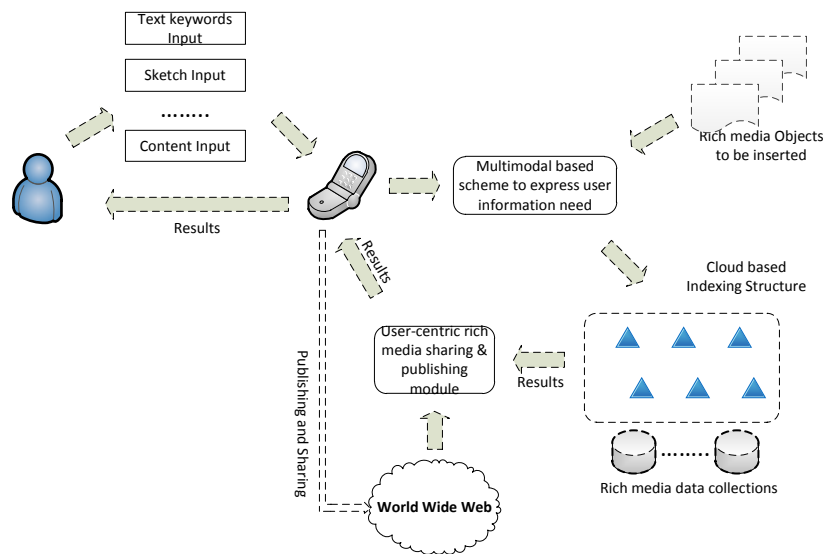 Text keywords
Input
Sketch Input
........
Content Input
Rich media Objects
to be inserted
Multimodal based
scheme to express user
information need
Results
Results
Cloud based
Indexing Structure
User-centric rich
media sharing &
publishing
module
Results
Publishing and Sharing
........
Rich media data collections
World Wide Web